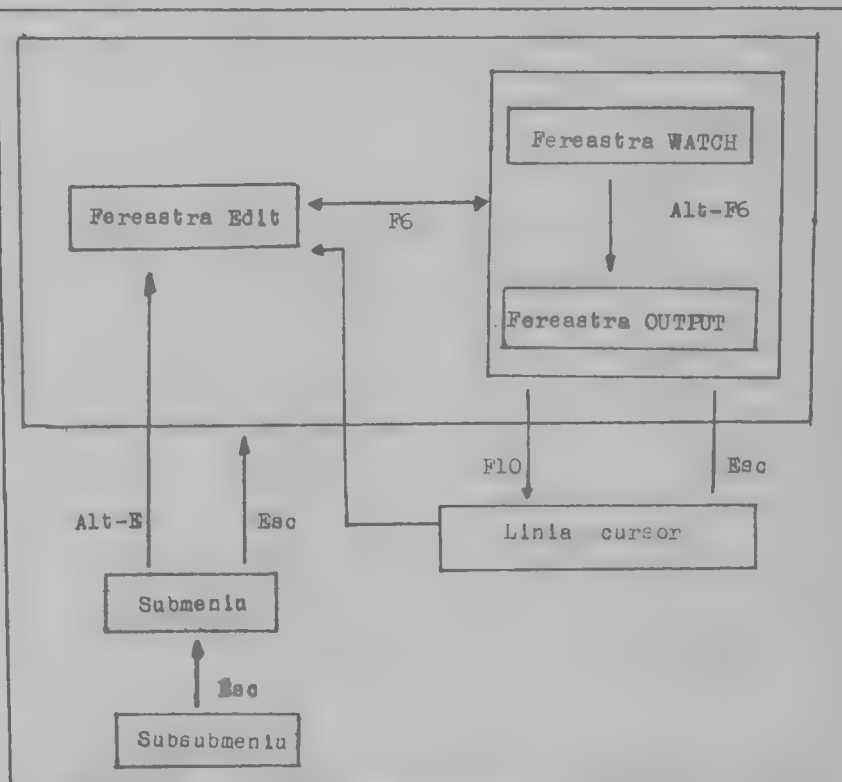 Fereastra WATCH
Fereastra Edit
F6
Alt-F6
Fereastra OUTPUT
F10
Esc
Alt-E
Esc
Linia cursor
Submeniu
Esc
Subsubmeniu